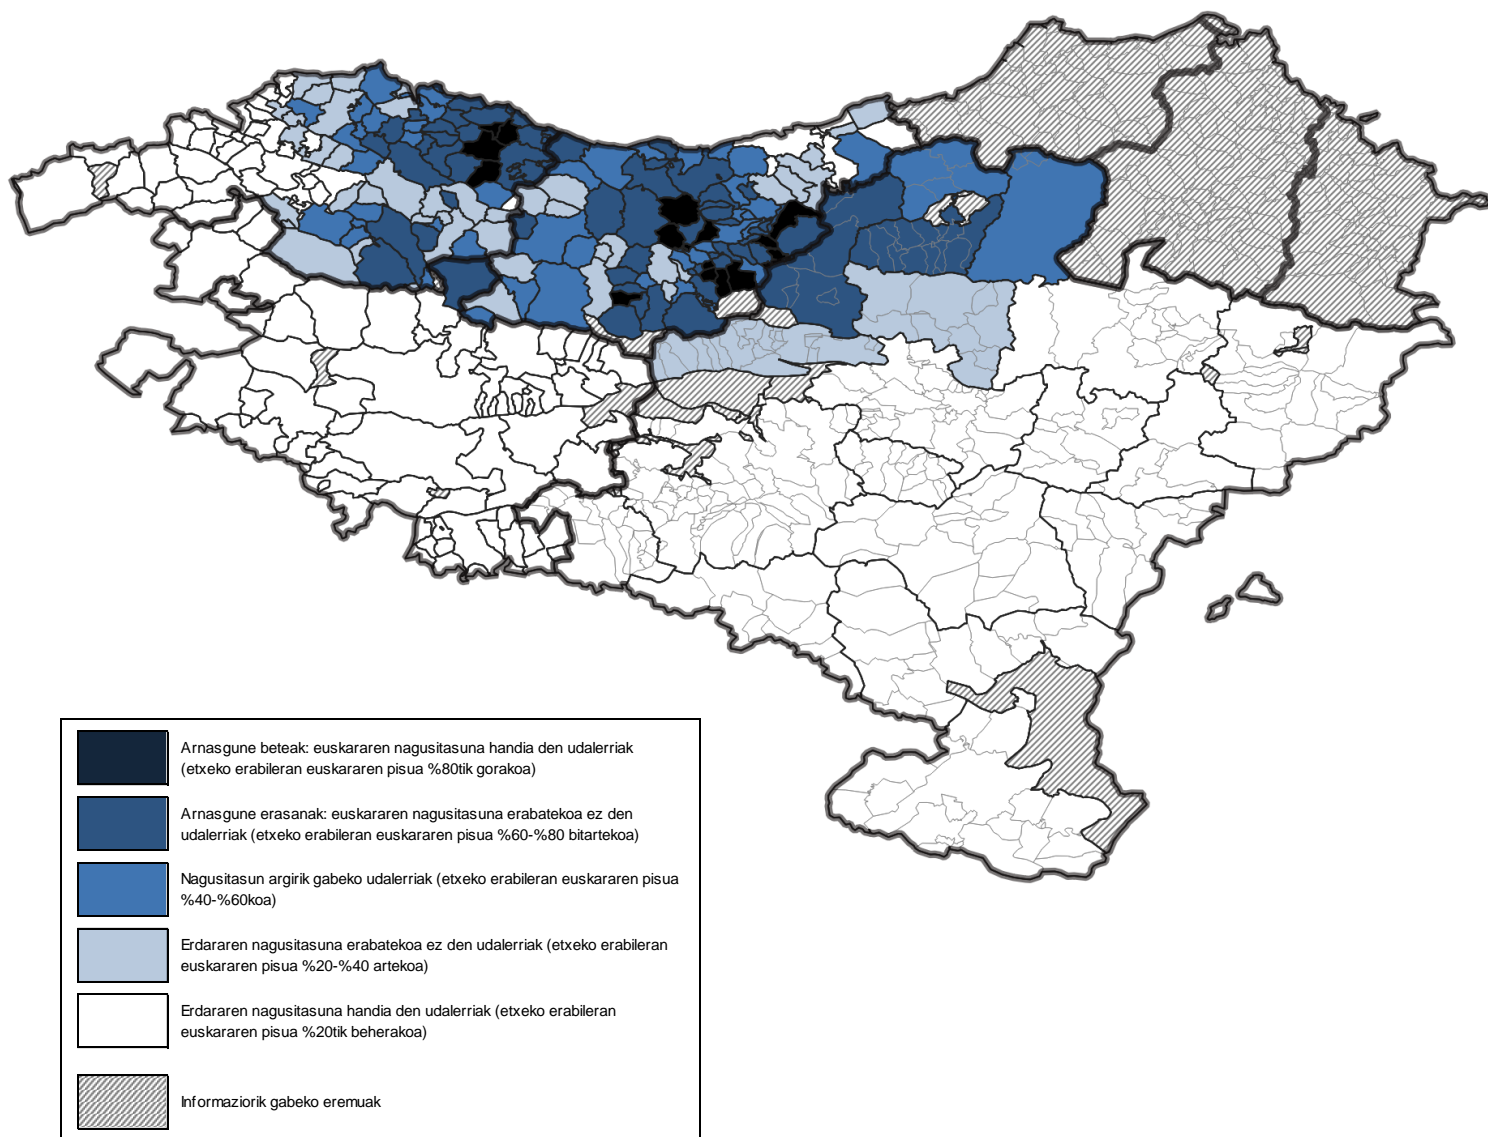 Arnasgune beteak: euskararen nagusitasuna handia den udalerriak
(etxeko erabileran euskararen pisua %80tik gorakoa)
Arnasgune erasanak: euskararen nagusitasuna erabatekoa ez den
udalerriak (etxeko erabileran euskararen pisua %60-%80 bitartekoa)
Nagusitasun argirik gabeko udalerriak (etxeko erabileran euskararen pisua
%40-%60koa)
Erdararen nagusitasuna erabatekoa ez den udalerriak (etxeko erabileran
euskararen pisua %20-%40 artekoa)
Erdararen nagusitasuna handia den udalerriak (etxeko erabileran
euskararen pisua %20tik beherakoa)
Informaziorik gabeko eremuak